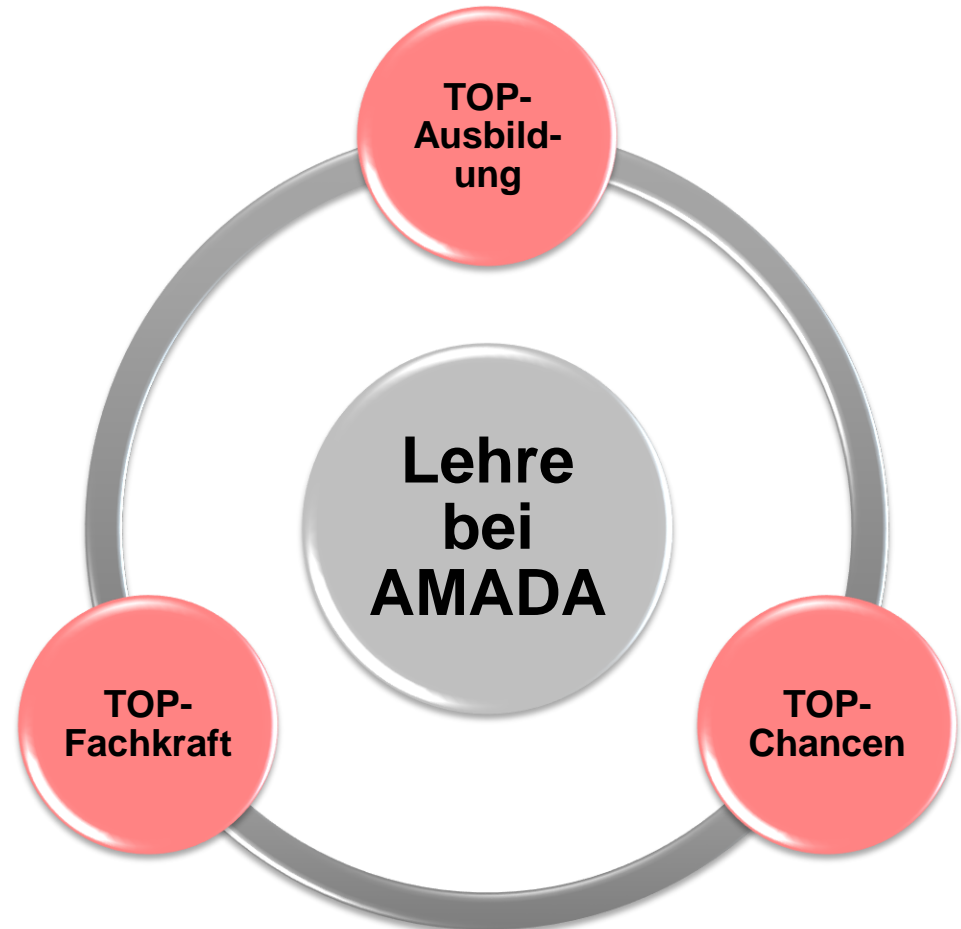 TOP-
Ausbild-
ung
Lehre
bei
AMADA
TOP-
Fachkraft
TOP-
Chancen